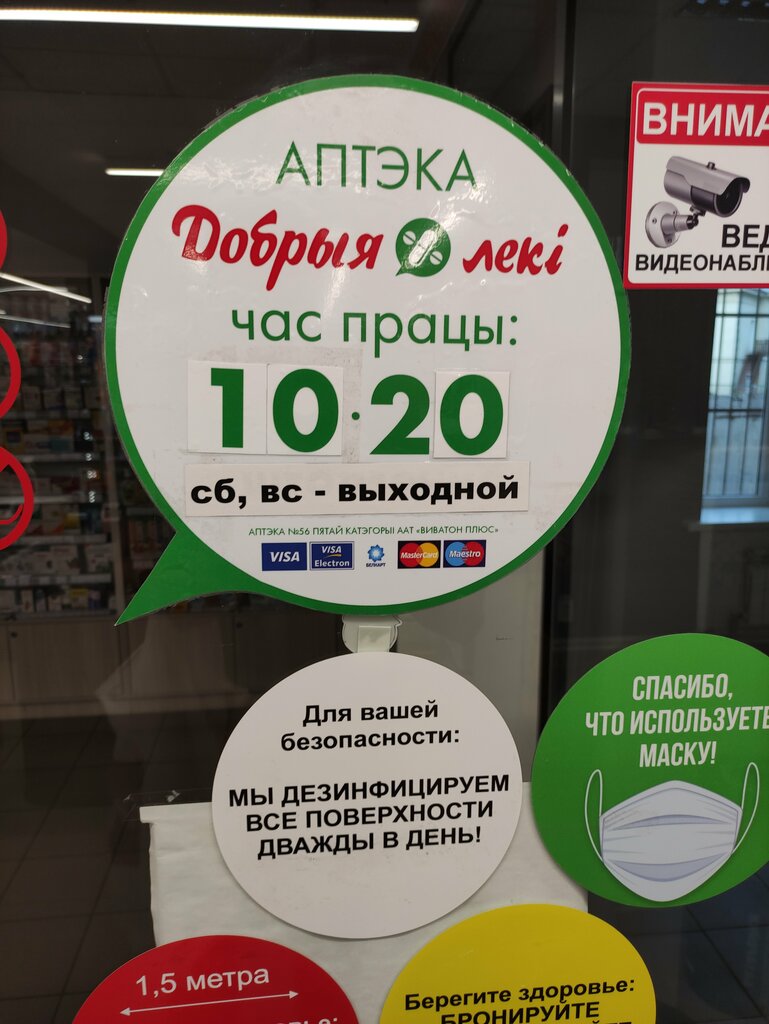 АПТЭКА
Добрыя лекі
час працы:
10·20
сб, вс - выходной
АПТЭКА №56 ПЯТАЙ КАТЭГОРЫІ ААТ «ВИВАТОН ПЛЮС»
VISA VISA Electron БЕЛКАРТ MasterCard Maestro
ВНИМА
ВЕД
ВИДЕОНАБЛ
Для вашей
безопасности:
МЫ ДЕЗИНФИЦИРУЕМ
ВСЕ ПОВЕРХНОСТИ
ДВАЖДЫ В ДЕНЬ!
СПАСИБО,
ЧТО ИСПОЛЬЗУЕТЕ
МАСКУ!
1,5 метра
Берегите здоровье:
БРОНИРУЙТЕ